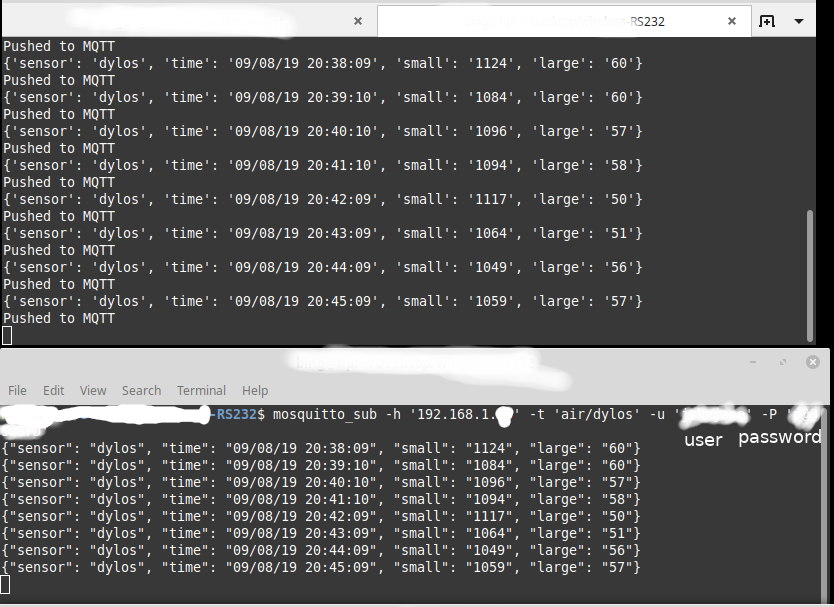 RS232
Pushed to MQTT
{'sensor': 'dylos', 'time': '09/08/19 20:38:09', 'small': '1124', 'large': '60'}
Pushed to MQTT
{'sensor': 'dylos', 'time': '09/08/19 20:39:10', 'small': '1084', 'large': '60'}
Pushed to MQTT
{'sensor': 'dylos', 'time': '09/08/19 20:40:10', 'small': '1096', 'large': '57'}
Pushed to MQTT
{'sensor': 'dylos', 'time': '09/08/19 20:41:10', 'small': '1094', 'large': '58'}
Pushed to MQTT
{'sensor': 'dylos', 'time': '09/08/19 20:42:09', 'small': '1117', 'large': '50'}
Pushed to MQTT
{'sensor': 'dylos', 'time': '09/08/19 20:43:09', 'small': '1064', 'large': '51'}
Pushed to MQTT
{'sensor': 'dylos', 'time': '09/08/19 20:44:09', 'small': '1049', 'large': '56'}
Pushed to MQTT
{'sensor': 'dylos', 'time': '09/08/19 20:45:09', 'small': '1059', 'large': '57'}
Pushed to MQTT
File Edit View Search Terminal Help
-RS232$ mosquitto_sub -h '192.168.1. ' -t 'air/dylos' -u ' ' -P '
user password
{"sensor": "dylos", "time": "09/08/19 20:38:09", "small": "1124", "large": "60"}
{"sensor": "dylos", "time": "09/08/19 20:39:10", "small": "1084", "large": "60"}
{"sensor": "dylos", "time": "09/08/19 20:40:10", "small": "1096", "large": "57"}
{"sensor": "dylos", "time": "09/08/19 20:41:10", "small": "1094", "large": "58"}
{"sensor": "dylos", "time": "09/08/19 20:42:09", "small": "1117", "large": "50"}
{"sensor": "dylos", "time": "09/08/19 20:43:09", "small": "1064", "large": "51"}
{"sensor": "dylos", "time": "09/08/19 20:44:09", "small": "1049", "large": "56"}
{"sensor": "dylos", "time": "09/08/19 20:45:09", "small": "1059", "large": "57"}